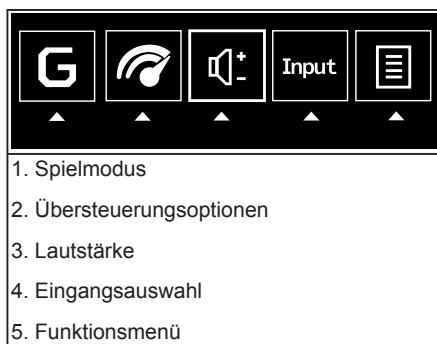 G Input
1. Spielmodus
2. Übersteuerungsoptionen
3. Lautstärke
4. Eingangsauswahl
5. Funktionsmenü